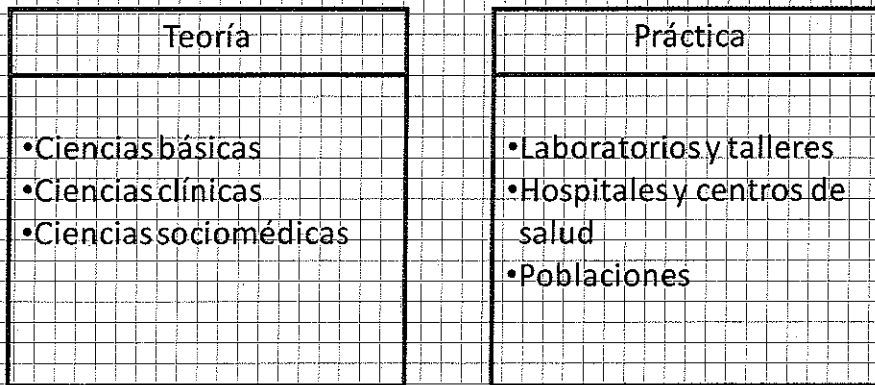 Teoría
•Ciencias básicas
•Ciencias clínicas
•Ciencias sociomédicas
Práctica
•Laboratorios y talleres
•Hospitales y centros de
salud
•Poblaciones